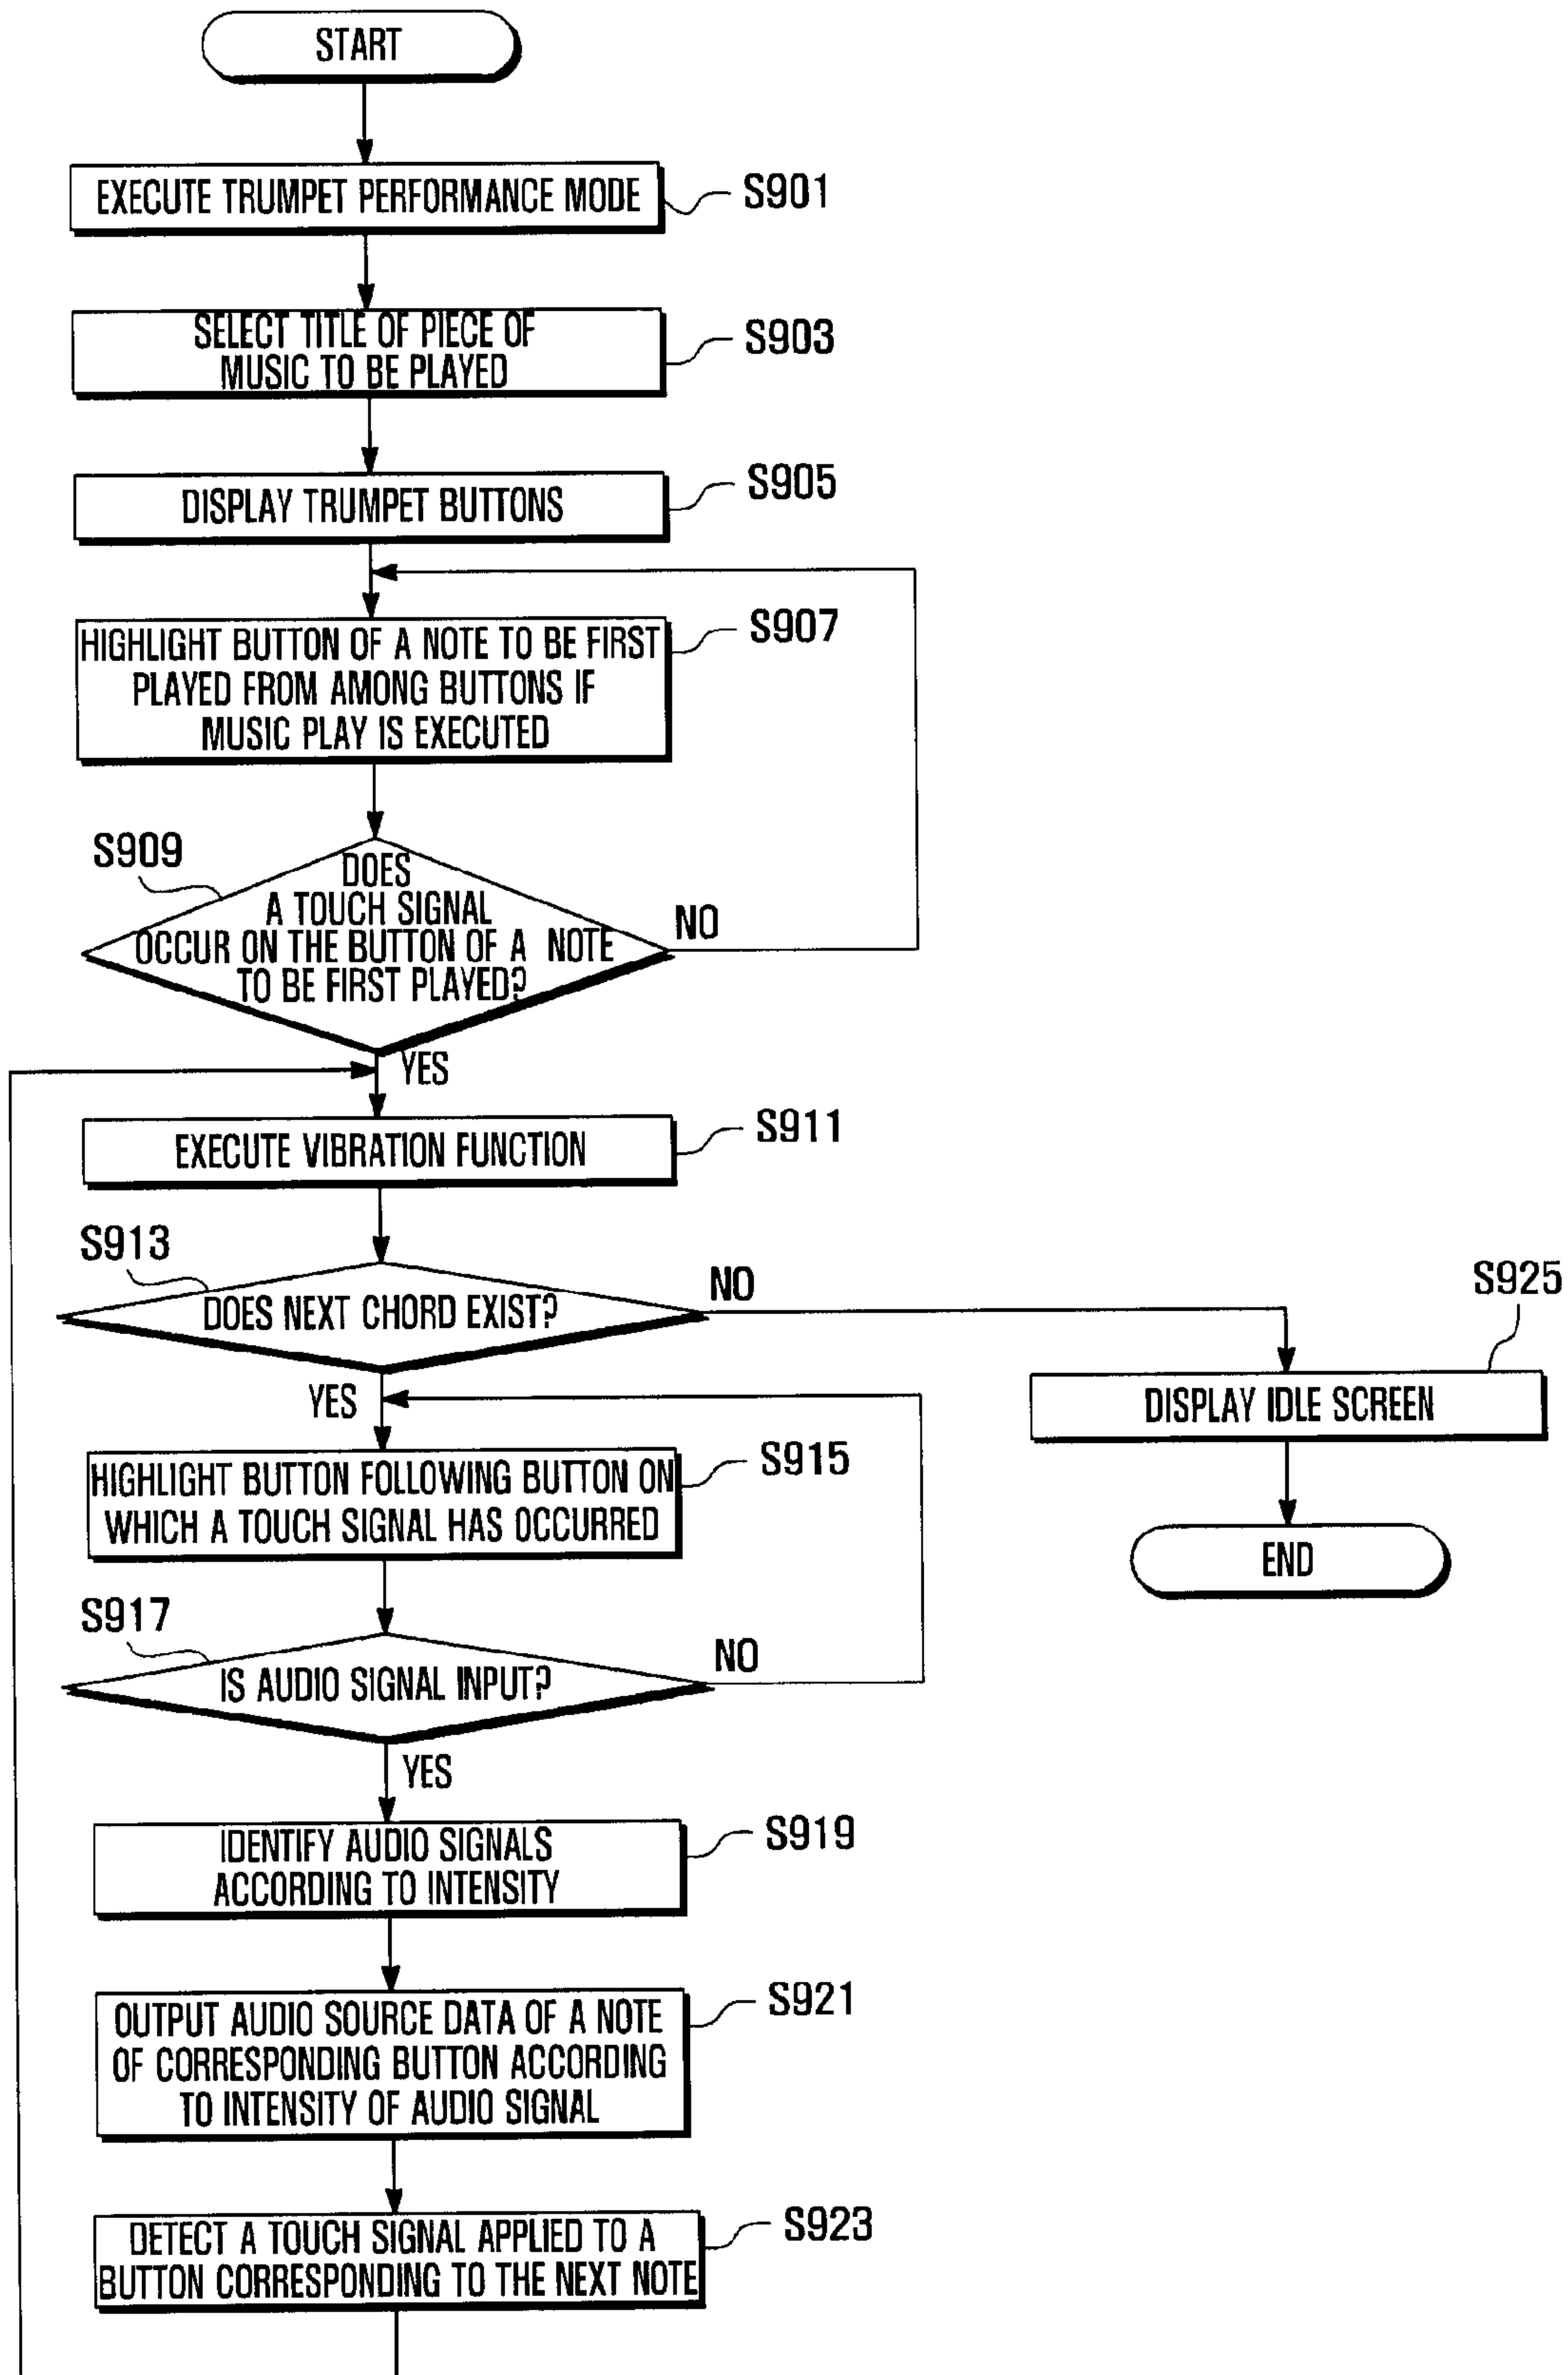 START
EXECUTE TRUMPET PERFORMANCE MODE
S901
SELECT TITLE OF PIECE OF
MUSIC TO BE PLAYED
S903
DISPLAY TRUMPET BUTTONS
S905
HIGHLIGHT BUTTON OF A NOTE TO BE FIRST
PLAYED FROM AMONG BUTTONS IF
MUSIC PLAY IS EXECUTED
S907
S909
DOES
A TOUCH SIGNAL
OCCUR ON THE BUTTON OF A NOTE
TO BE FIRST PLAYED?
NO
YES
EXECUTE VIBRATION FUNCTION
S911
S913
DOES NEXT CHORD EXIST?
NO
YES
S925
DISPLAY IDLE SCREEN
END
HIGHLIGHT BUTTON FOLLOWING BUTTON ON
WHICH A TOUCH SIGNAL HAS OCCURRED
S915
S917
IS AUDIO SIGNAL INPUT?
NO
YES
IDENTIFY AUDIO SIGNALS
ACCORDING TO INTENSITY
S919
OUTPUT AUDIO SOURCE DATA OF A NOTE
OF CORRESPONDING BUTTON ACCORDING
TO INTENSITY OF AUDIO SIGNAL
S921
DETECT A TOUCH SIGNAL APPLIED TO A
BUTTON CORRESPONDING TO THE NEXT NOTE
S923